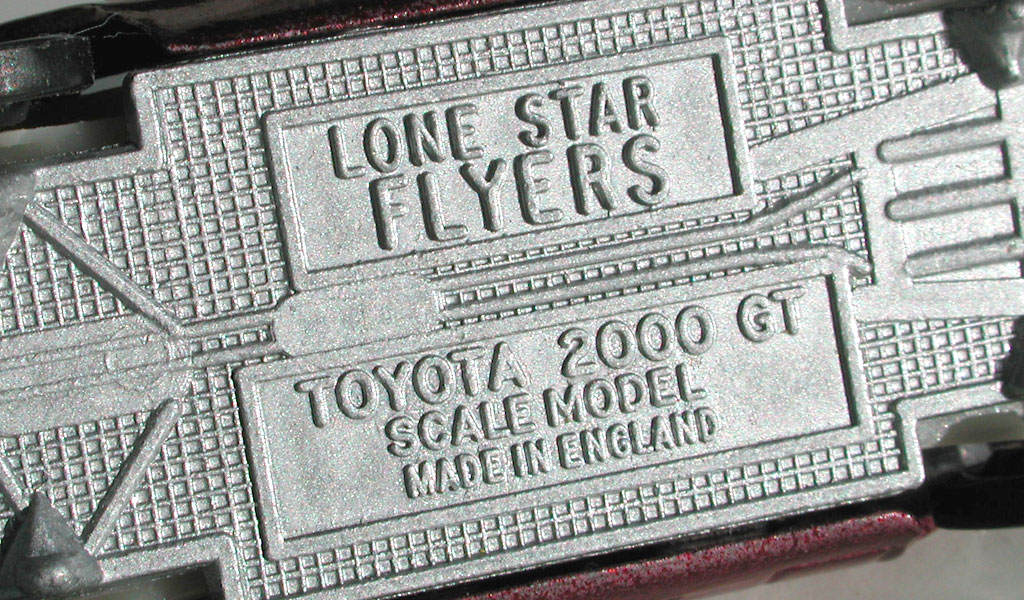 LONE STAR
FLYERS
TOYOTA 2000 GT
SCALE MODEL
MADE IN ENGLAND